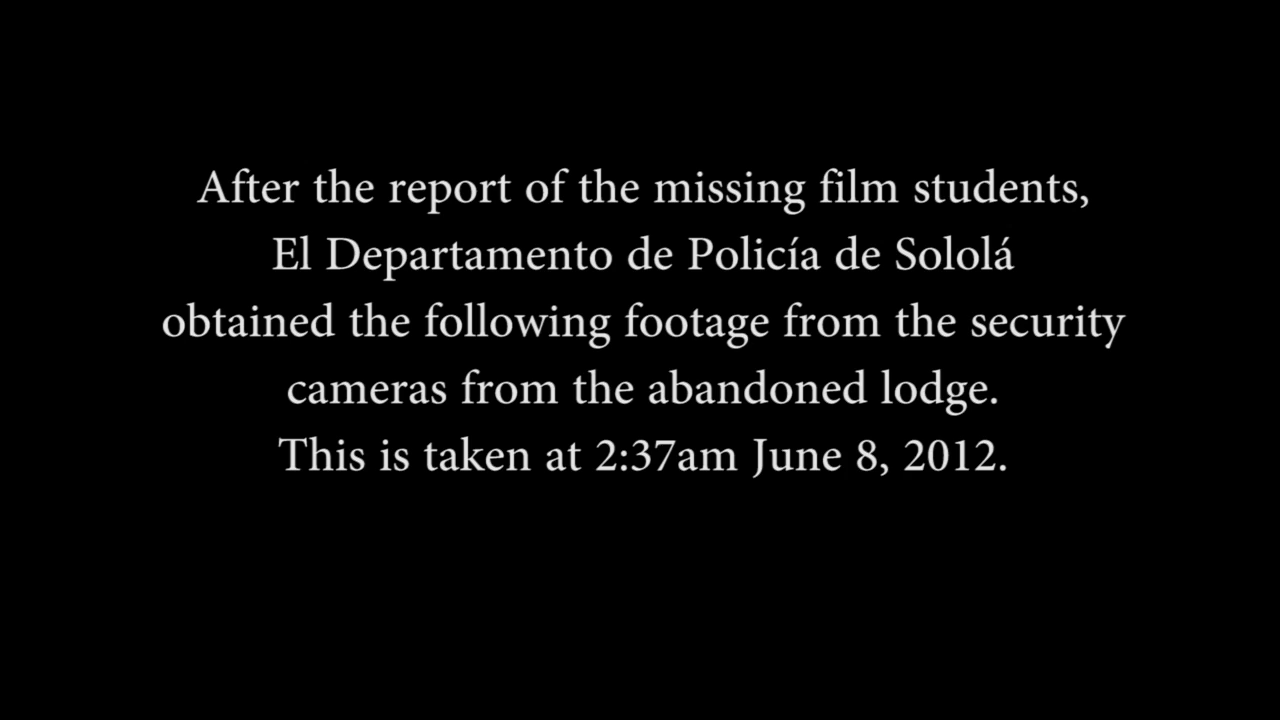 After the report of the missing film students,
El Departamento de Policía de Sololá
obtained the following footage from the security
cameras from the abandoned lodge.
This is taken at 2:37am June 8, 2012.